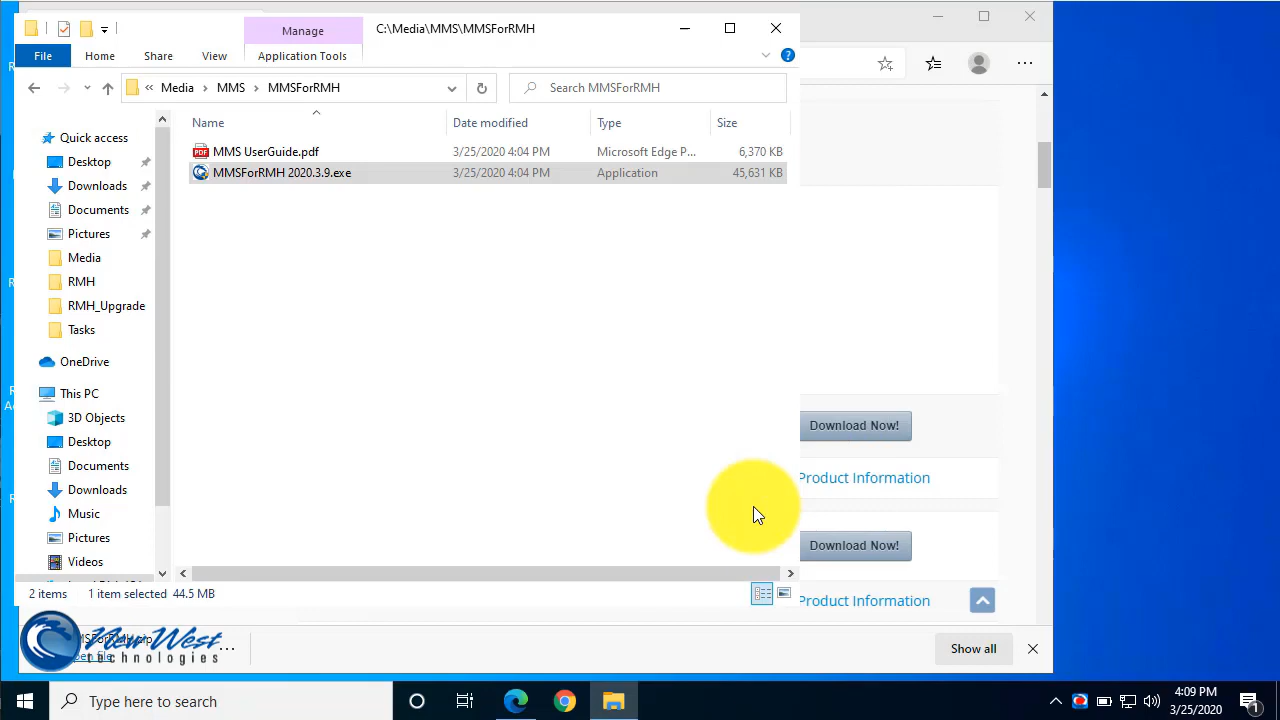 Manage
C:\Media\MMS\MMSForRMH
File
Home
Share
View
Application Tools
Media
MMS
MMSForRMH
Search MMSForRMH
Name
Date modified
Type
Size
MMS UserGuide.pdf
3/25/2020 4:04 PM
Microsoft Edge P...
6,370 KB
MMSForRMH 2020.3.9.exe
3/25/2020 4:04 PM
Application
45,631 KB
Quick access
Desktop
Downloads
Documents
Pictures
Media
RMH
RMH_Upgrade
Tasks
OneDrive
This PC
3D Objects
Desktop
Documents
Downloads
Music
Pictures
Videos
Download Now!
Product Information
Download Now!
Product Information
2 items
1 item selected 44.5 MB
New West
technologies
Show all
Type here to search
4:09 PM
3/25/2020
1